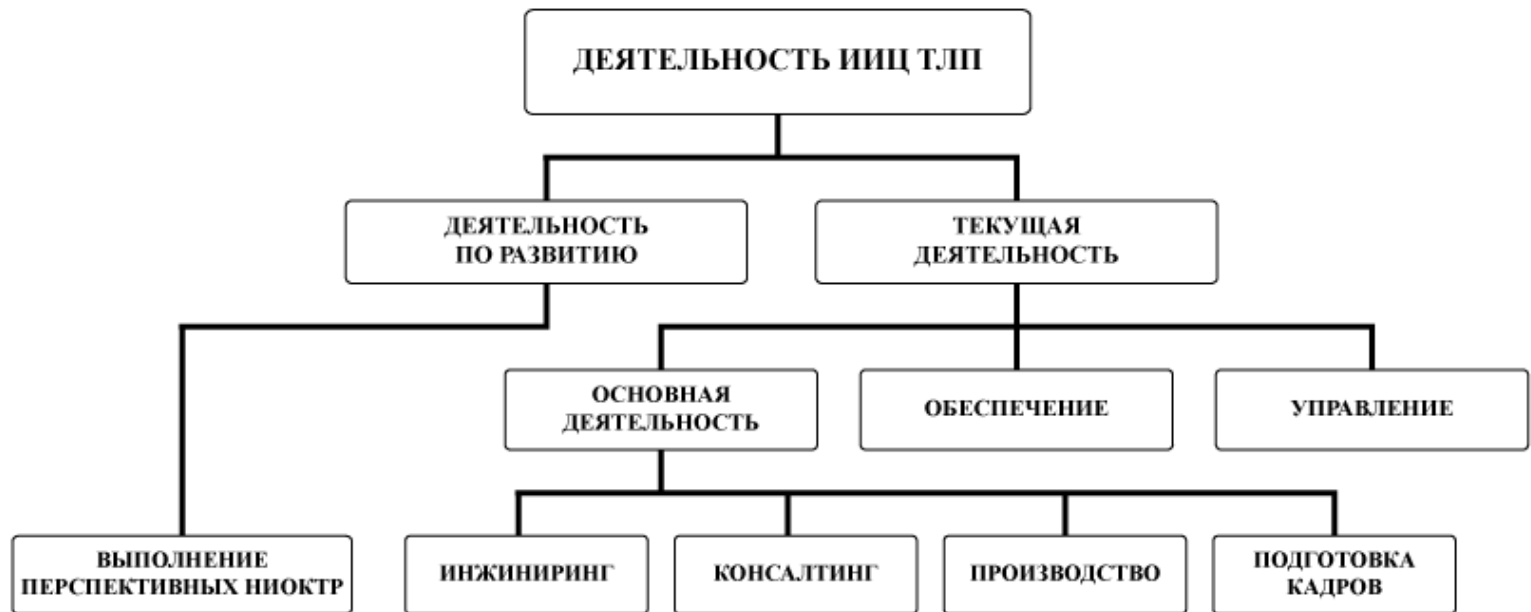 ДЕЯТЕЛЬНОСТЬ ИИЦ ТЛП
ДЕЯТЕЛЬНОСТЬ
ПО РАЗВИТИЮ
ТЕКУЩАЯ
ДЕЯТЕЛЬНОСТЬ
ОСНОВНАЯ
ДЕЯТЕЛЬНОСТЬ
ОБЕСПЕЧЕНИЕ
УПРАВЛЕНИЕ
ВЫПОЛНЕНИЕ
ПЕРСПЕКТИВНЫХ НИОКТР
ИНЖИНИРИНГ
КОНСАЛТИНГ
ПРОИЗВОДСТВО
ПОДГОТОВКА
КАДРОВ